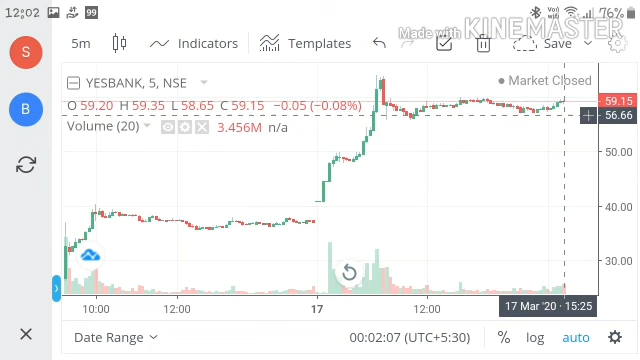 12:02 99 Vo) WiFi 76%
Made with KINEMASTER
5m Indicators Templates Save
S
B
YESBANK, 5, NSE
Market Closed
O 59.20 H 59.35 L 58.65 C 59.15 −0.05 (−0.08%)
Volume (20) 3.456M n/a
59.15
56.66
50.00
40.00
30.00
10:00 12:00 17 12:00 17 Mar '20 · 15:25
Date Range 00:02:07 (UTC+5:30) % log auto